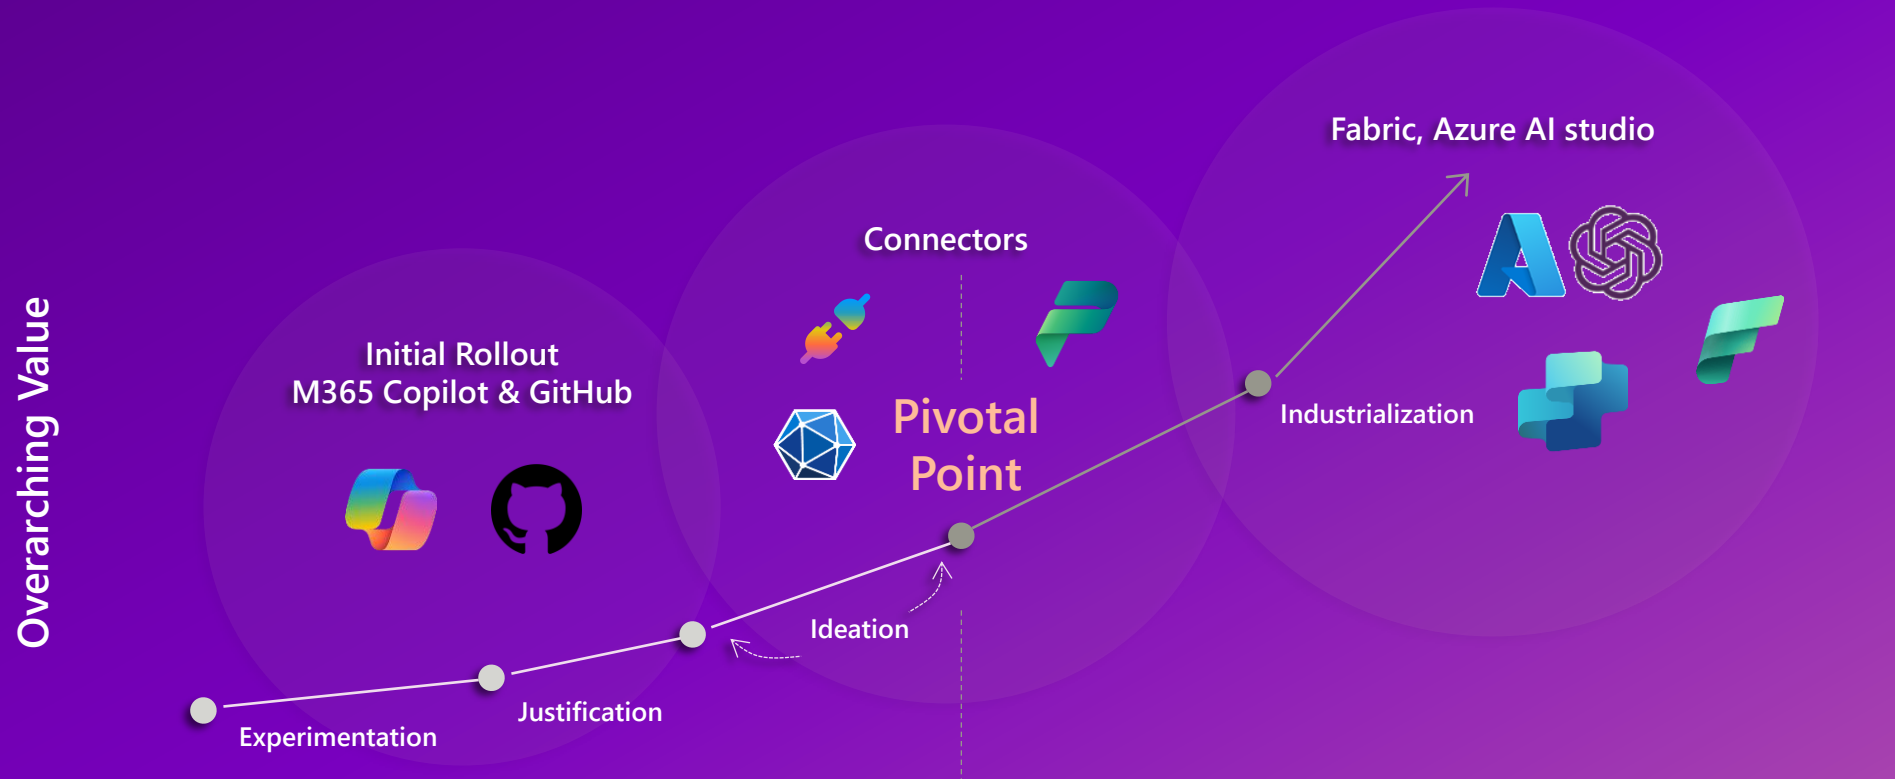 Overarching Value
Initial Rollout
M365 Copilot & GitHub
Experimentation
Justification
Connectors
Pivotal
Point
Ideation
Fabric, Azure AI studio
Industrialization